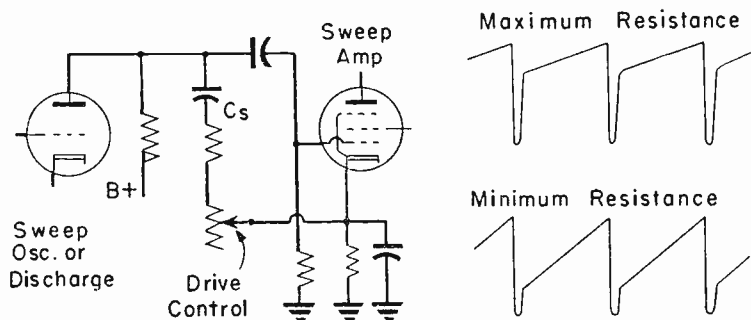 Sweep
Amp
Cs
B+
Sweep
Osc. or
Discharge
Drive
Control
Maximum Resistance
Minimum Resistance